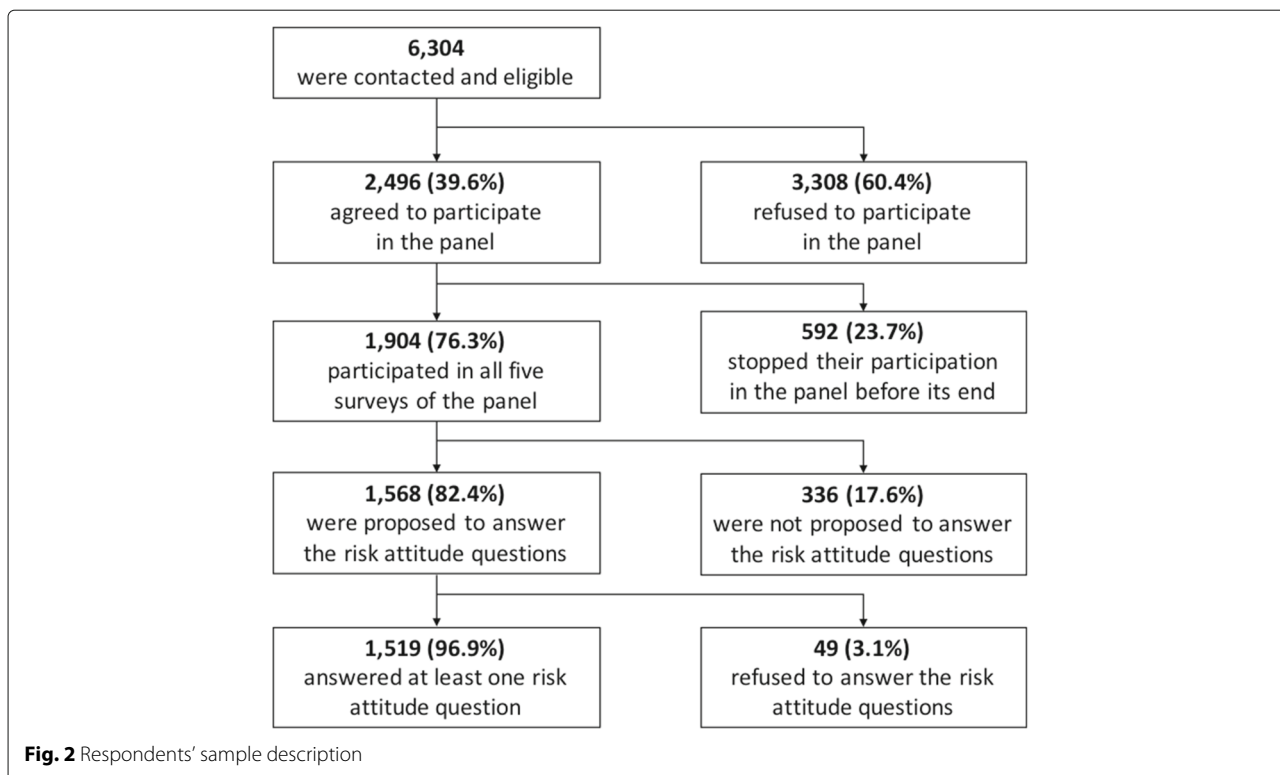 6,304
were contacted and eligible
2,496 (39.6%)
agreed to participate
in the panel
3,308 (60.4%)
refused to participate
in the panel
1,904 (76.3%)
participated in all five
surveys of the panel
592 (23.7%)
stopped their participation
in the panel before its end
1,568 (82.4%)
were proposed to answer
the risk attitude questions
336 (17.6%)
were not proposed to answer
the risk attitude questions
1,519 (96.9%)
answered at least one risk
attitude question
49 (3.1%)
refused to answer the risk
attitude questions
Fig. 2 Respondents’ sample description